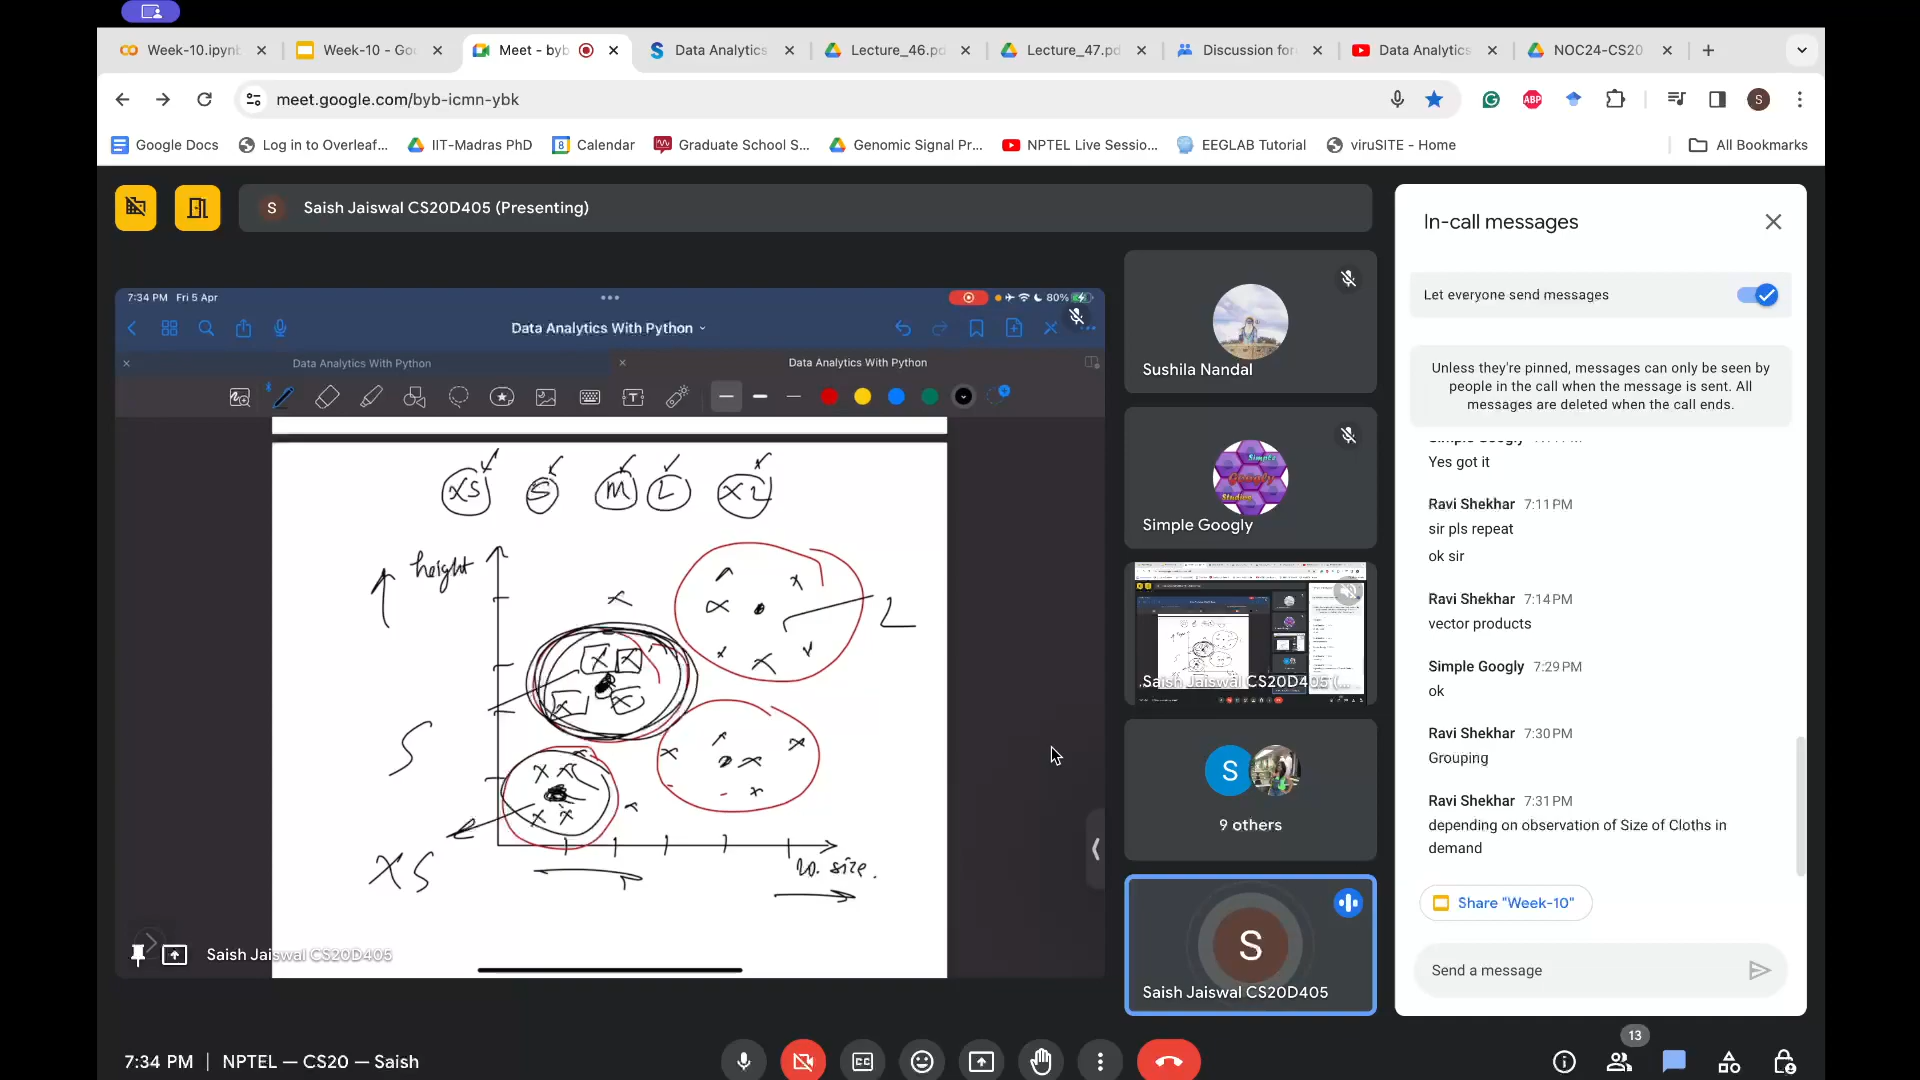 Week-10.ipynb
Week-10 - Goo
Meet - byb
Data Analytics
Lecture_46.pd
Lecture_47.pd
Discussion for
Data Analytics
NOC24-CS20
meet.google.com/byb-icmn-ybk
ABP
S
Google Docs
Log in to Overleaf...
IIT-Madras PhD
8 Calendar
Graduate School S...
Genomic Signal Pr...
NPTEL Live Sessio...
EEGLAB Tutorial
viruSITE - Home
All Bookmarks
S Saish Jaiswal CS20D405 (Presenting)
7:34 PM Fri 5 Apr
80%
Data Analytics With Python
Data Analytics With Python
Data Analytics With Python
XS S M L XL
height
L
S
XS
w. size.
Saish Jaiswal CS20D405
Sushila Nandal
Simple Googly Studios
Simple Googly
Saish Jaiswal CS20D405 (...
S
9 others
S
Saish Jaiswal CS20D405
In-call messages
Let everyone send messages
Unless they're pinned, messages can only be seen by
people in the call when the message is sent. All
messages are deleted when the call ends.
Simple Googly
Yes got it
Ravi Shekhar 7:11 PM
sir pls repeat
ok sir
Ravi Shekhar 7:14 PM
vector products
Simple Googly 7:29 PM
ok
Ravi Shekhar 7:30 PM
Grouping
Ravi Shekhar 7:31 PM
depending on observation of Size of Cloths in
demand
Share "Week-10"
Send a message
13
7:34 PM | NPTEL — CS20 — Saish
CC